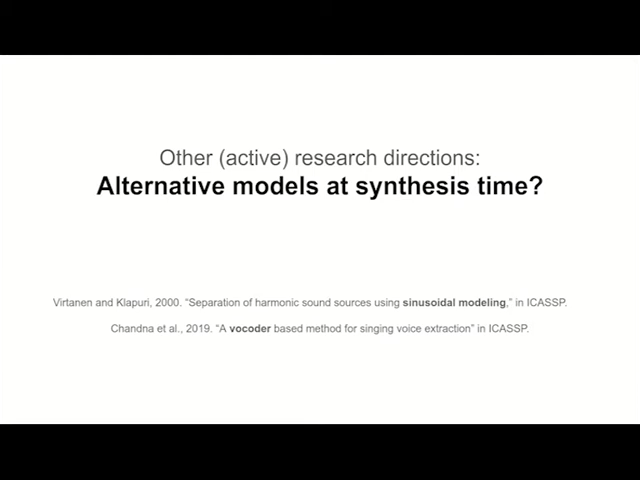 Other (active) research directions:
Alternative models at synthesis time?
Virtanen and Klapuri, 2000. “Separation of harmonic sound sources using sinusoidal modeling,” in ICASSP.
Chandna et al., 2019. “A vocoder based method for singing voice extraction” in ICASSP.